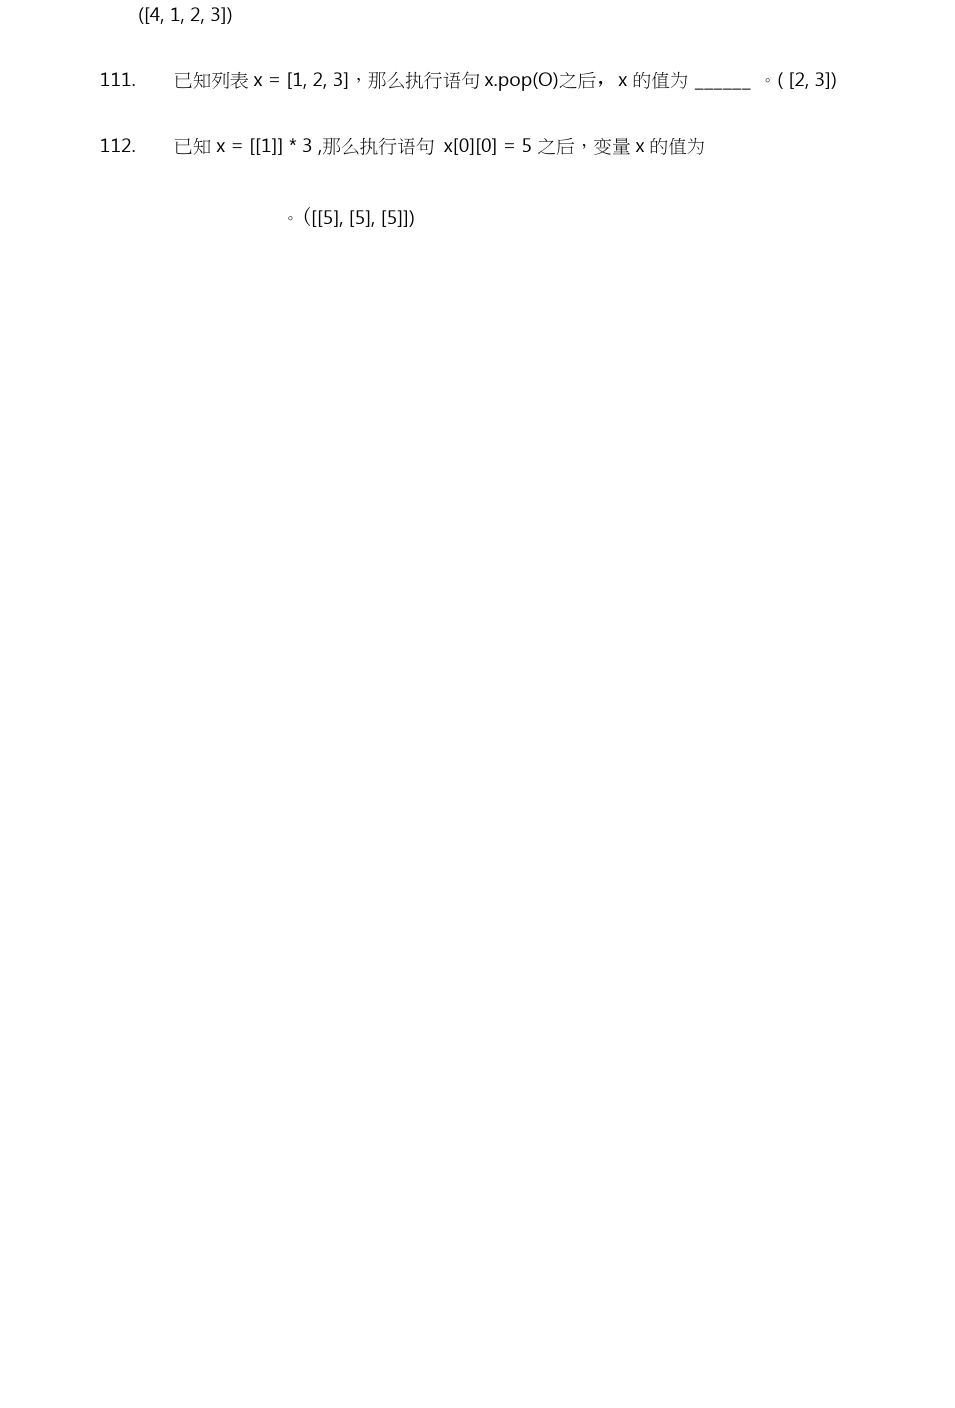 ([4, 1, 2, 3])
111. 已知列表 x = [1, 2, 3]，那么执行语句 x.pop(O)之后， x 的值为 ______ 。( [2, 3])
112. 已知 x = [[1]] * 3 ,那么执行语句 x[0][0] = 5 之后，变量 x 的值为
。([[5], [5], [5]])